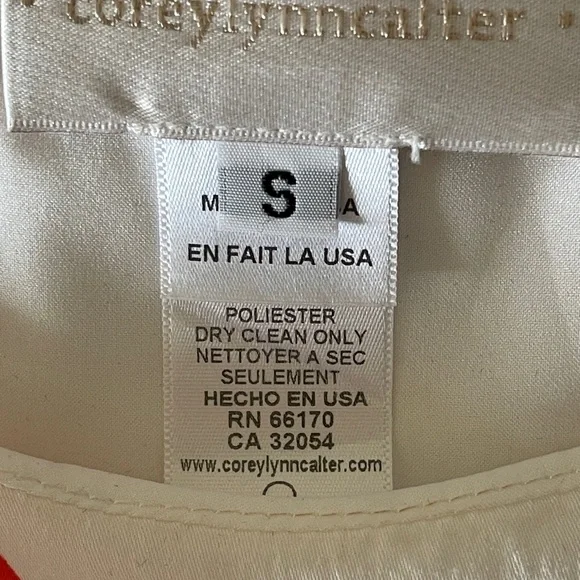 coreylynncalter
S
M A
EN FAIT LA USA
POLIESTER
DRY CLEAN ONLY
NETTOYER A SEC
SEULEMENT
HECHO EN USA
RN 66170
CA 32054
www.coreylynncalter.com